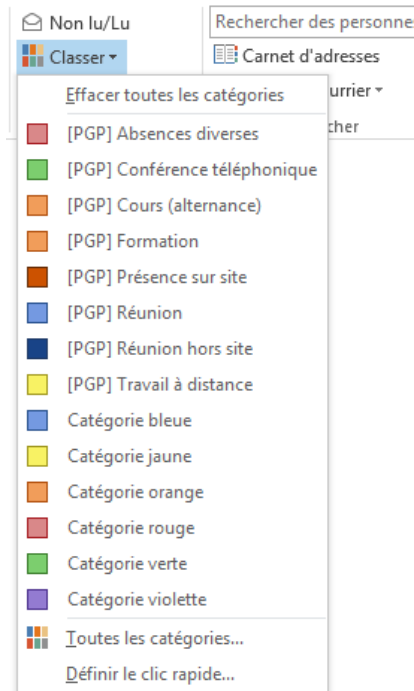 Non lu/Lu
Rechercher des personne
Classer
Carnet d'adresses
Effacer toutes les catégories
urrier
cher
[PGP] Absences diverses
[PGP] Conférence téléphonique
[PGP] Cours (alternance)
[PGP] Formation
[PGP] Présence sur site
[PGP] Réunion
[PGP] Réunion hors site
[PGP] Travail à distance
Catégorie bleue
Catégorie jaune
Catégorie orange
Catégorie rouge
Catégorie verte
Catégorie violette
Toutes les catégories...
Définir le clic rapide...